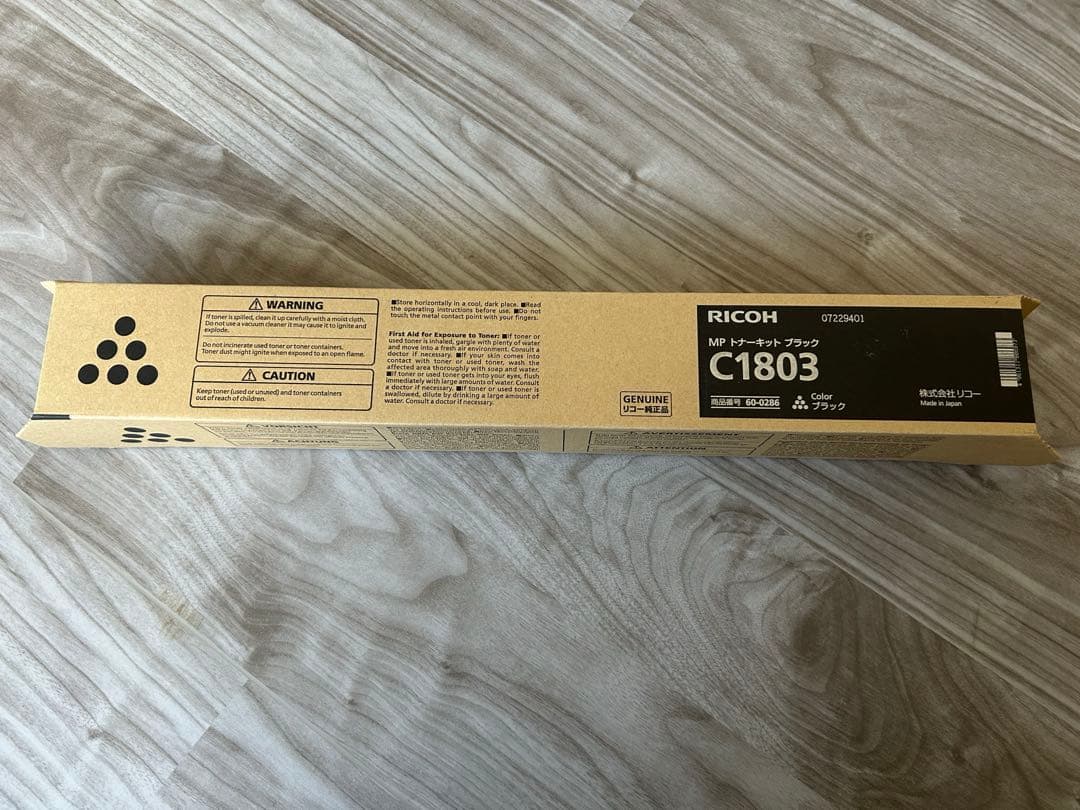 WARNING
If toner is spilled, clean it up carefully with a moist cloth.
Do not use a vacuum cleaner it may cause it to ignite and
explode.
Do not incinerate used toner or toner containers.
Toner dust might ignite when exposed to an open flame.
CAUTION
Keep toner (used or unused) and toner containers
out of reach of children.
■Store horizontally in a cool, dark place. ■Read
the operating instructions before use. ■Do not
touch the metal contact point with your fingers.
First Aid for Exposure to Toner: ■If toner or
used toner is inhaled, gargle with plenty of water
and move into a fresh air environment. Consult a
doctor if necessary. ■If your skin comes into
contact with toner or used toner, wash the
affected area thoroughly with soap and water.
■If toner or used toner gets into your eyes, flush
immediately with large amounts of water. Consult
a doctor if necessary. ■If toner or used toner is
swallowed, dilute by drinking a large amount of
water. Consult a doctor if necessary.
GENUINE
リコー純正品
RICOH
07229401
MP トナーキット ブラック
C1803
商品番号 60-0286
Color
ブラック
株式会社リコー
Made in Japan
VORSICHT
AVERTISSEMENT
ATTENTION